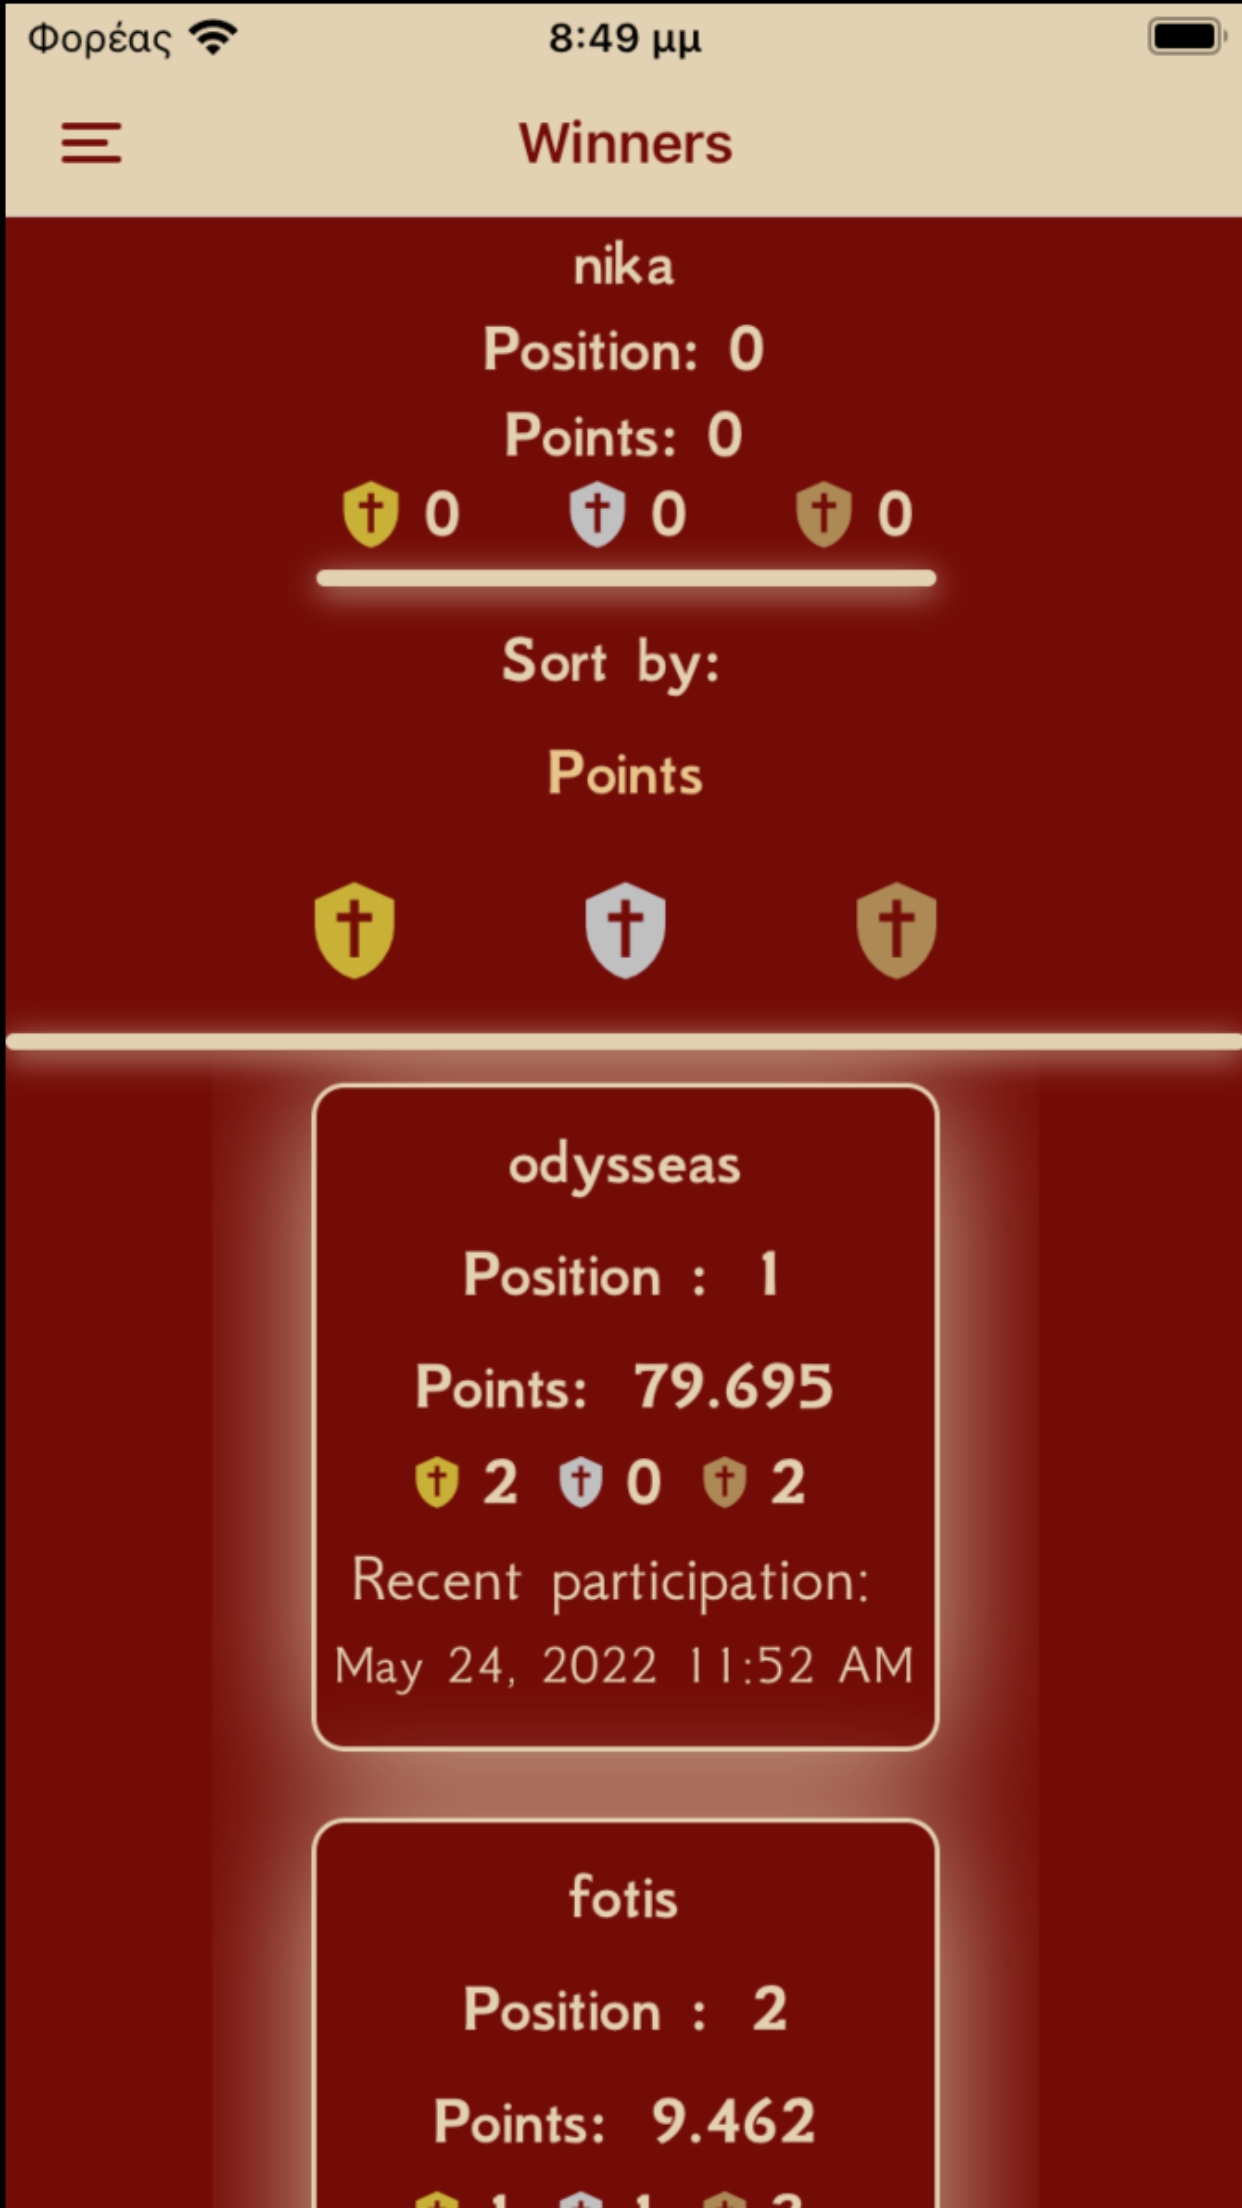 Φορέας 8:49 μμ
Winners
nika
Position: 0
Points: 0
0 0 0
Sort by:
Points
odysseas
Position : 1
Points: 79.695
2 0 2
Recent participation:
May 24, 2022 11:52 AM
fotis
Position : 2
Points: 9.462